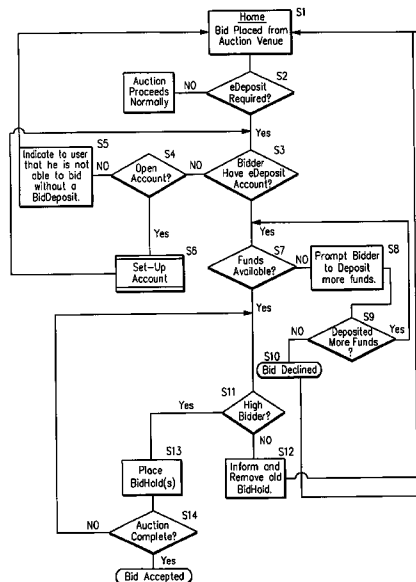 S1
Home
Bid Placed from
Auction Venue
S2
Auction
Proceeds
Normally
NO
eDeposit
Required?
Yes
S5
Indicate to user
that he is not
able to bid
without a
BidDeposit.
NO
S4
Open
Account?
NO
S3
Bidder
Have eDeposit
Account?
Yes
Yes
S6
Set-Up
Account
S7
Funds
Available?
NO
S8
Prompt Bidder
to Deposit
more funds.
Yes
S9
Deposited
More Funds
?
NO
Yes
S10
Bid Declined
S11
High
Bidder?
Yes
NO
S12
Inform and
Remove old
BidHold.
S13
Place
BidHold(s)
S14
Auction
Complete?
NO
Yes
Bid Accepted